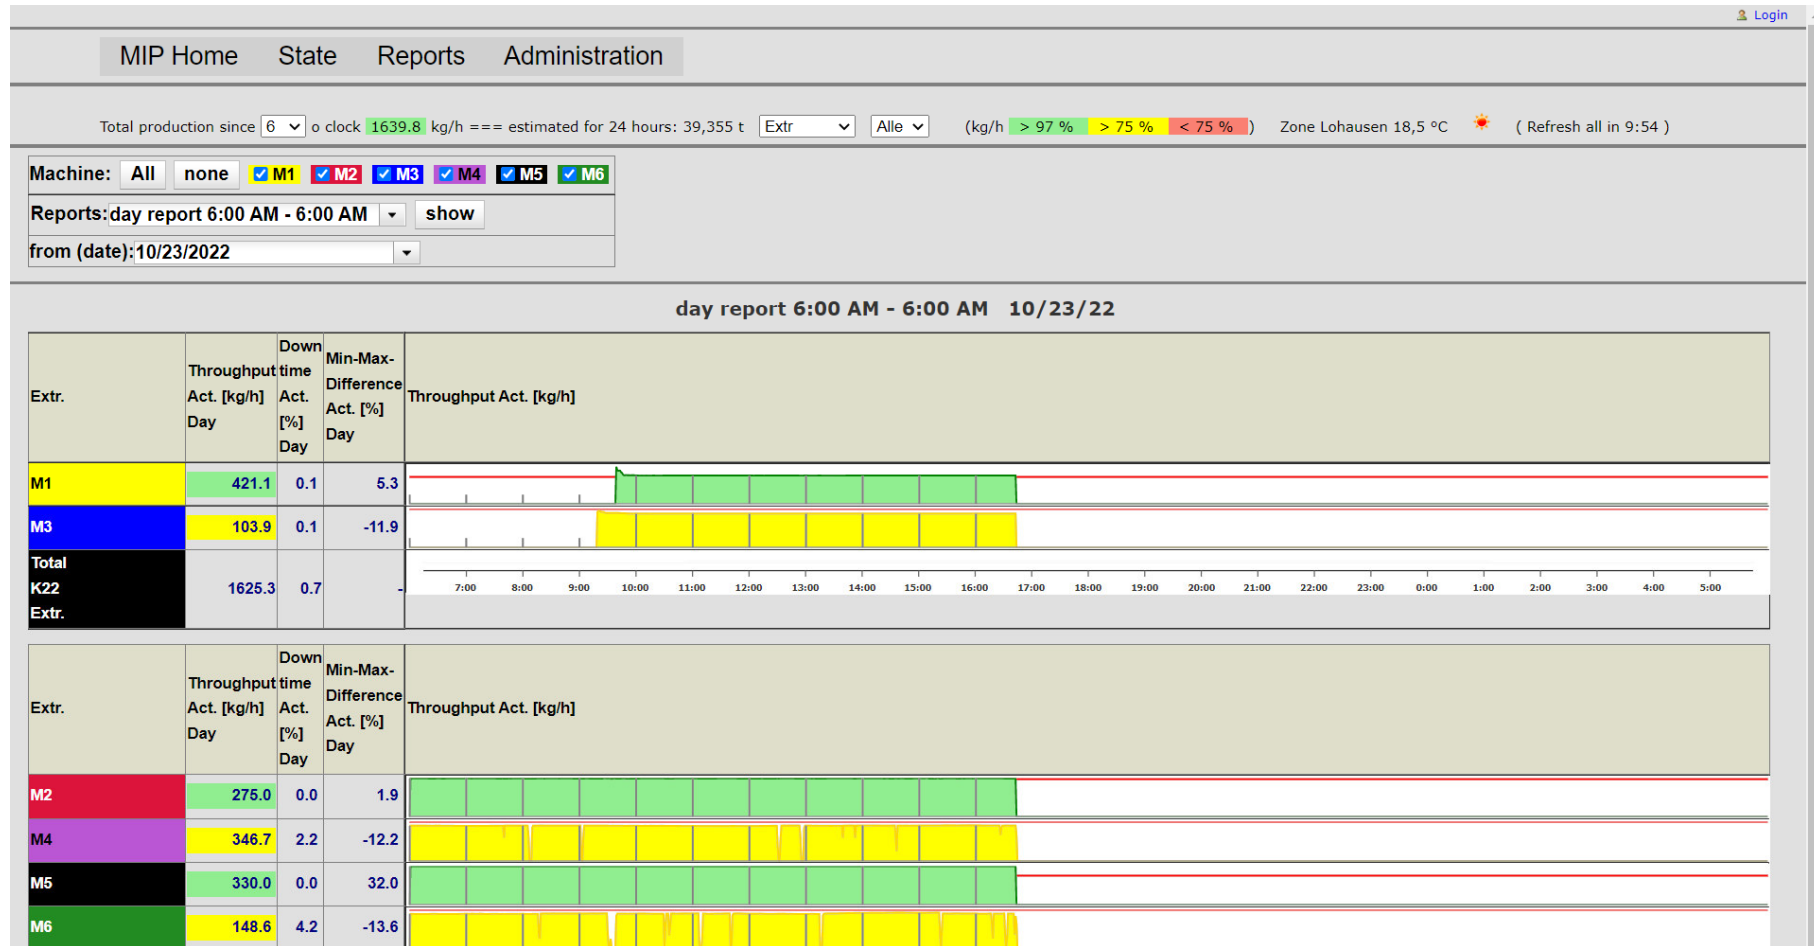 Login
MIP Home State Reports Administration
Total production since 6 o clock 1639.8 kg/h === estimated for 24 hours: 39,355 t Extr Alle (kg/h > 97 % > 75 % < 75 % ) Zone Lohausen 18,5 ºC ( Refresh all in 9:54 )
Machine: All none M1 M2 M3 M4 M5 M6
Reports: day report 6:00 AM - 6:00 AM show
from (date): 10/23/2022
day report 6:00 AM - 6:00 AM 10/23/22
Extr.
Throughput
Act. [kg/h]
Day
Down
time
Act.
[%]
Day
Min-Max-
Difference
Act. [%]
Day
Throughput Act. [kg/h]
M1 421.1 0.1 5.3
M3 103.9 0.1 -11.9
Total
K22
Extr.
1625.3 0.7 -
7:00 8:00 9:00 10:00 11:00 12:00 13:00 14:00 15:00 16:00 17:00 18:00 19:00 20:00 21:00 22:00 23:00 0:00 1:00 2:00 3:00 4:00 5:00
Extr.
Throughput
Act. [kg/h]
Day
Down
time
Act.
[%]
Day
Min-Max-
Difference
Act. [%]
Day
Throughput Act. [kg/h]
M2 275.0 0.0 1.9
M4 346.7 2.2 -12.2
M5 330.0 0.0 32.0
M6 148.6 4.2 -13.6